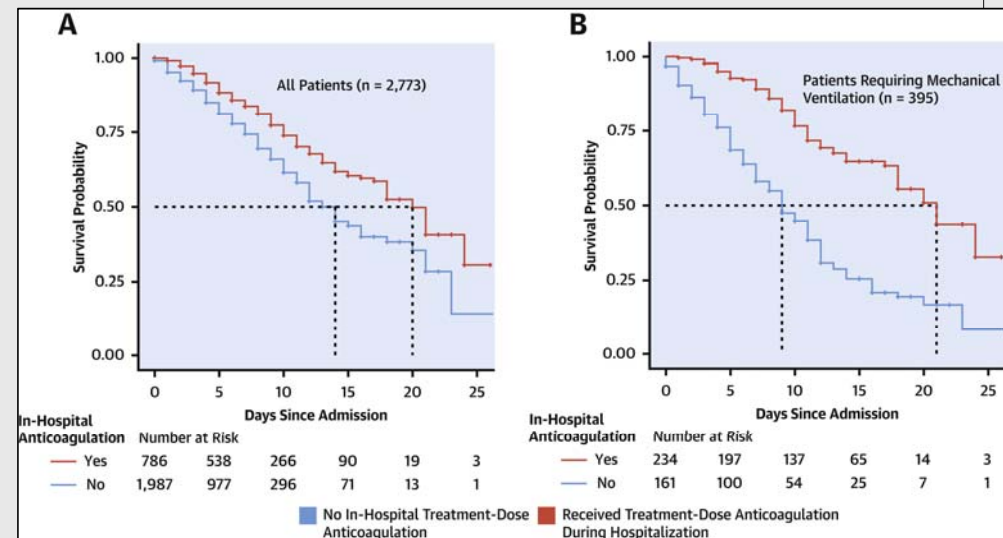 A
1.00
0.75
0.50
0.25
0.00
Survival Probability
All Patients (n = 2,773)
0 5 10 15 20 25
Days Since Admission
In-Hospital
Anticoagulation Number at Risk
Yes 786 538 266 90 19 3
No 1,987 977 296 71 13 1
B
1.00
0.75
0.50
0.25
0.00
Survival Probability
Patients Requiring Mechanical
Ventilation (n = 395)
0 5 10 15 20 25
Days Since Admission
In-Hospital
Anticoagulation Number at Risk
Yes 234 197 137 65 14 3
No 161 100 54 25 7 1
No In-Hospital Treatment-Dose
Anticoagulation
Received Treatment-Dose Anticoagulation
During Hospitalization